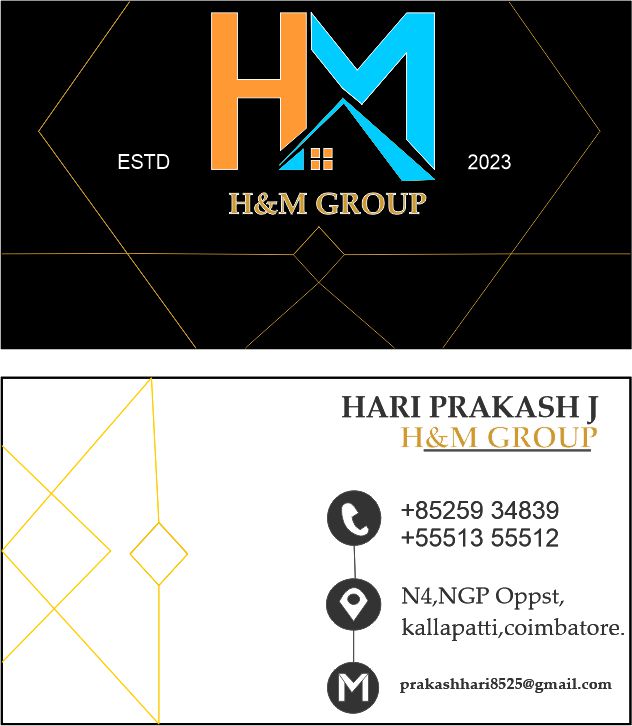 HM
ESTD
2023
H&M GROUP
HARI PRAKASH J
H&M GROUP
+85259 34839
+55513 55512
N4,NGP Oppst,
kallapatti,coimbatore.
M
prakashhari8525@gmail.com